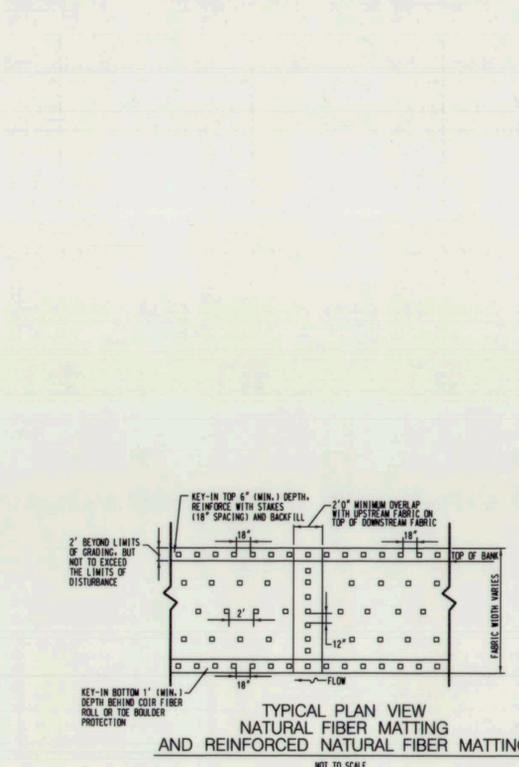 KEY-IN TOP 6" (MIN.) DEPTH.
REINFORCE WITH STAKES
(18" SPACING) AND BACKFILL
2'0" MINIMUM OVERLAP
WITH UPSTREAM FABRIC ON
TOP OF DOWNSTREAM FABRIC
18"
18"
2' BEYOND LIMITS
OF GRADING, BUT
NOT TO EXCEED
THE LIMITS OF
DISTURBANCE
TOP OF BANK
FABRIC WIDTH VARIES
2'
12"
18"
FLOW
KEY-IN BOTTOM 1' (MIN.)
DEPTH BEHIND COIR FIBER
ROLL OR TOE BOULDER
PROTECTION
TYPICAL PLAN VIEW
NATURAL FIBER MATTING
AND REINFORCED NATURAL FIBER MATTING
NOT TO SCALE